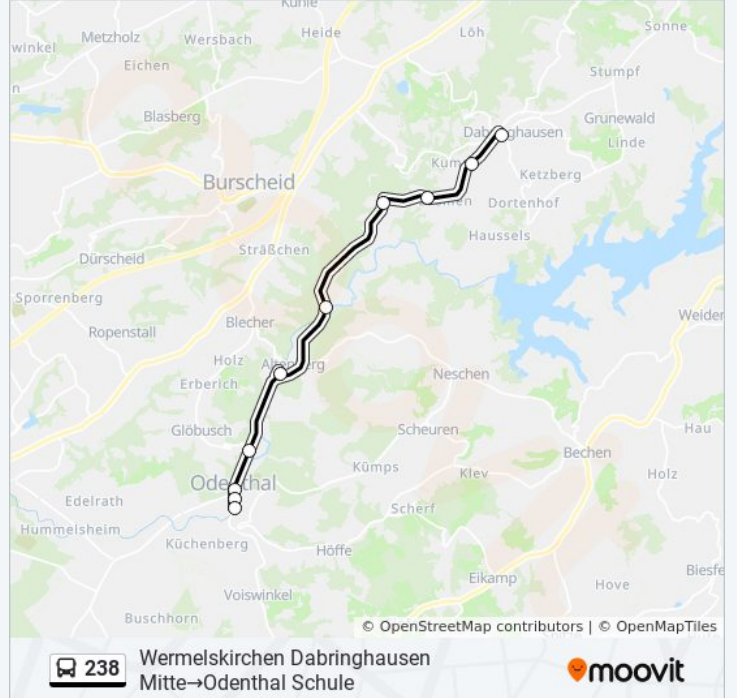 Kuhle
Metzholz
Wersbach
Heide
Löh
Sonne
winkel
Eichen
Stumpf
n
Blasberg
Grunewald
Dabringhausen
Linde
Burscheid
Ketzberg
Dortenhof
Sträßchen
Haussels
Dürscheid
Sporrenberg
Ropenstall
Blecher
Weiden
Holz
Altenberg
Erberich
Neschen
Glöbusch
Scheuren
Hau
Bechen
Odenthal
Kümps
Klev
Holz
Edelrath
Scherf
Hummelsheim
Küchenberg
Höffe
Biesfe
Eikamp
Hove
Voiswinkel
Buschhorn
© OpenStreetMap contributors | © OpenMapTiles
238
Wermelskirchen Dabringhausen
Mitte→Odenthal Schule
moovit